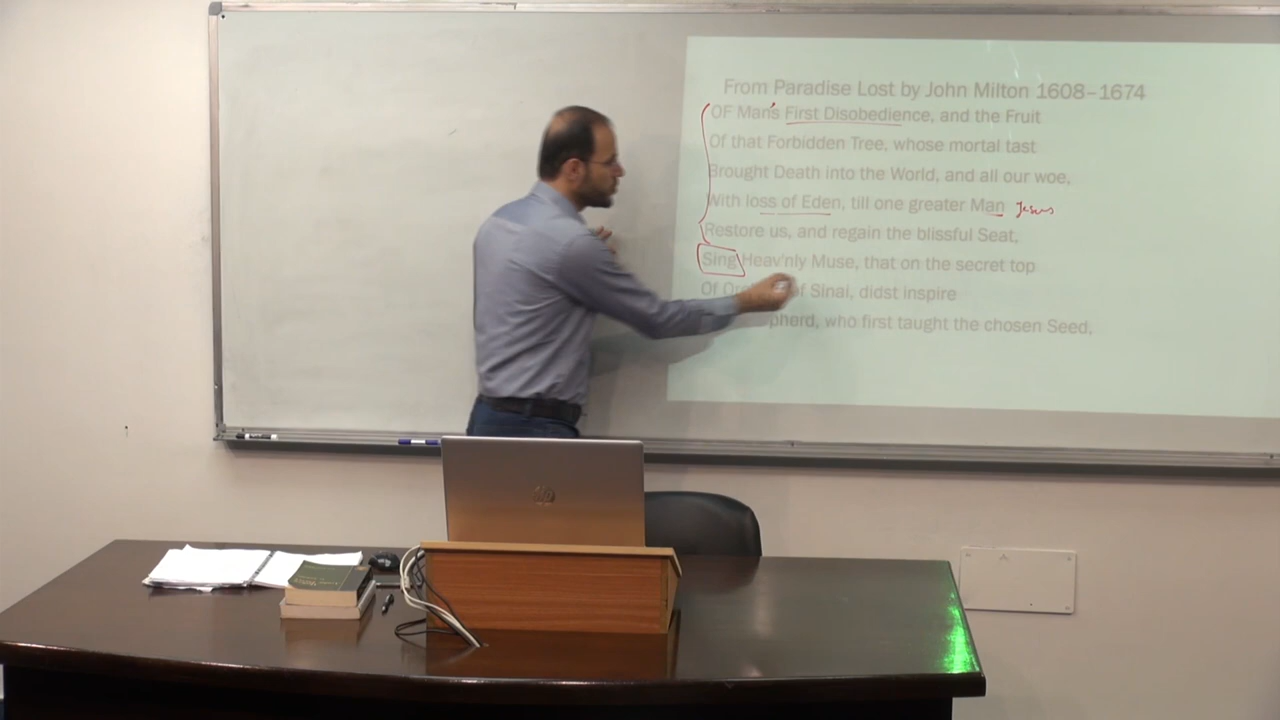 From Paradise Lost by John Milton 1608–1674
OF Man's First Disobedience, and the Fruit
Of that Forbidden Tree, whose mortal tast
Brought Death into the World, and all our woe,
With loss of Eden, till one greater Man Jesus
Restore us, and regain the blissful Seat,
Sing Heav'nly Muse, that on the secret top
Of of Sinai, didst inspire
pherd, who first taught the chosen Seed.
hp